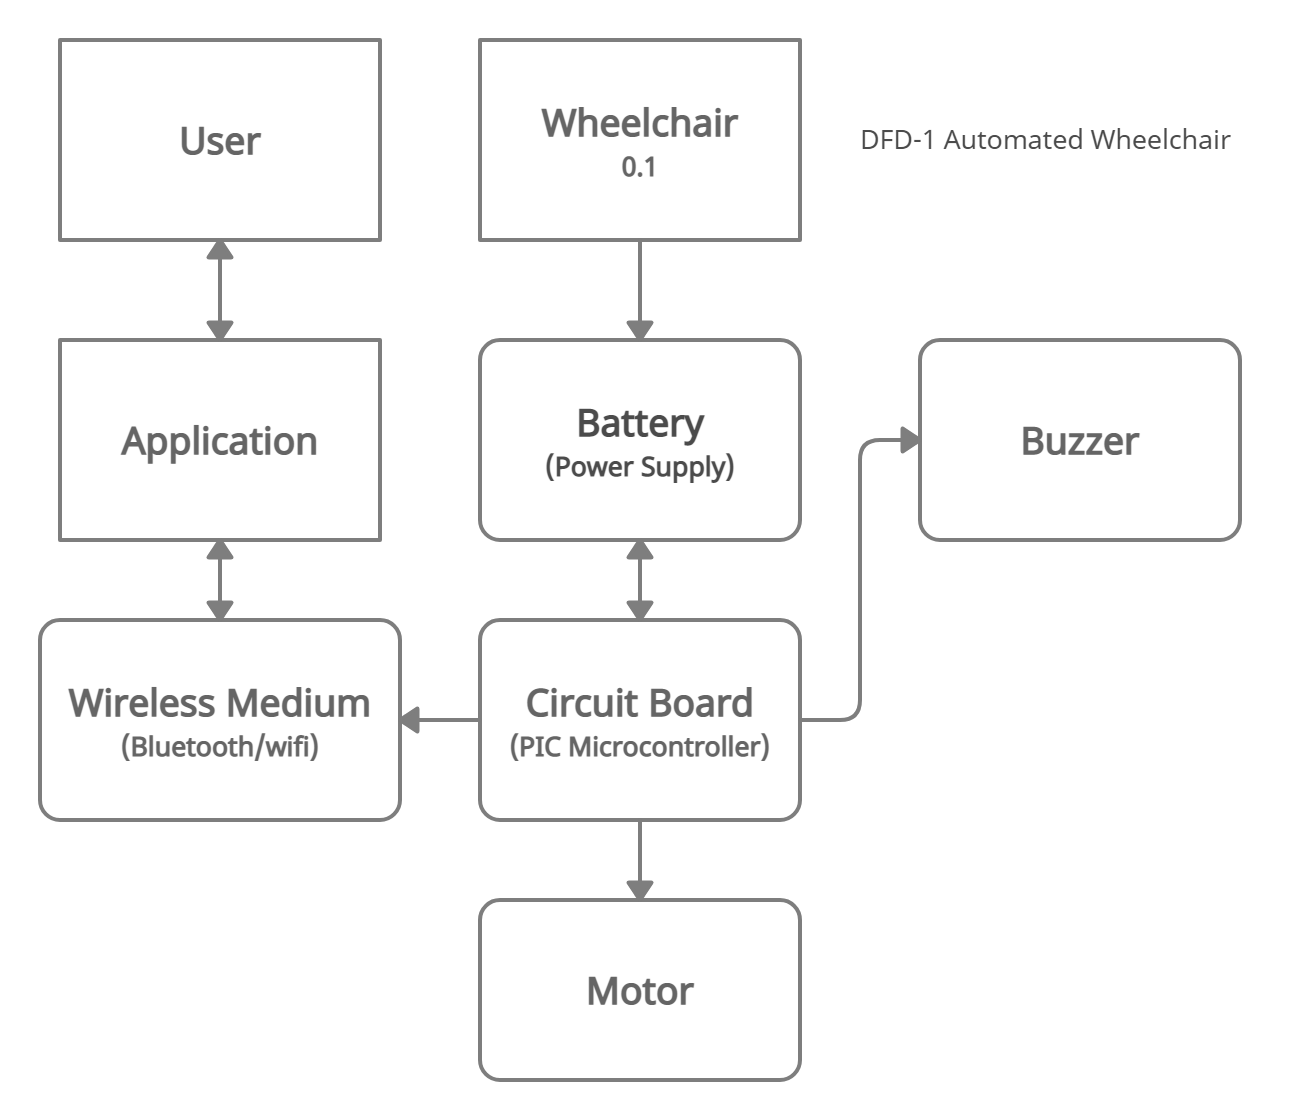 User
Wheelchair
0.1
DFD-1 Automated Wheelchair
Application
Battery
(Power Supply)
Buzzer
Wireless Medium
(Bluetooth/wifi)
Circuit Board
(PIC Microcontroller)
Motor